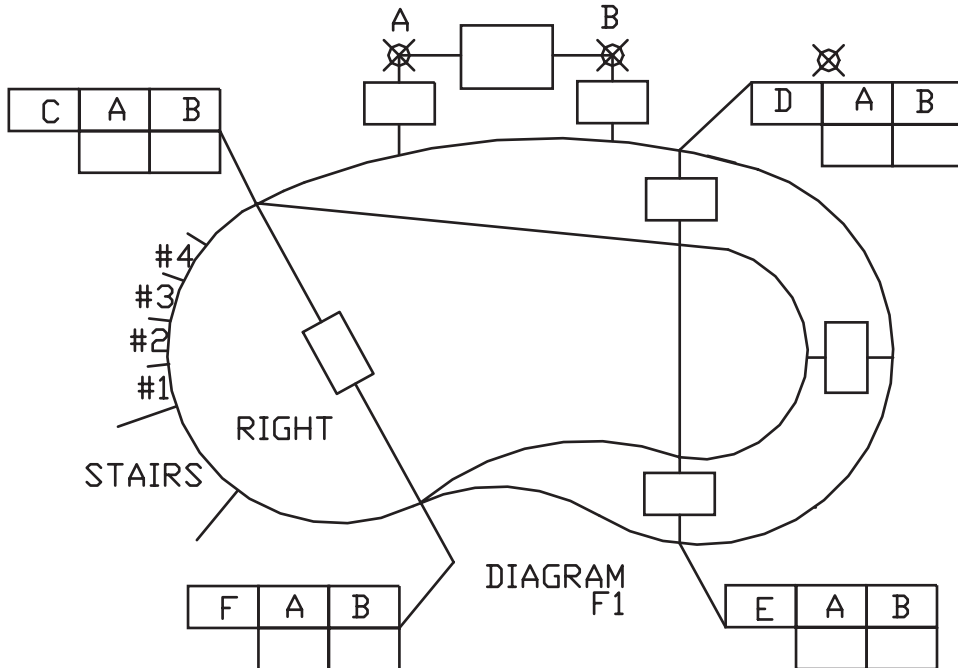 A
B
C A B
D A B
#4
#3
#2
#1
RIGHT
STAIRS
DIAGRAM
F1
F A B
E A B